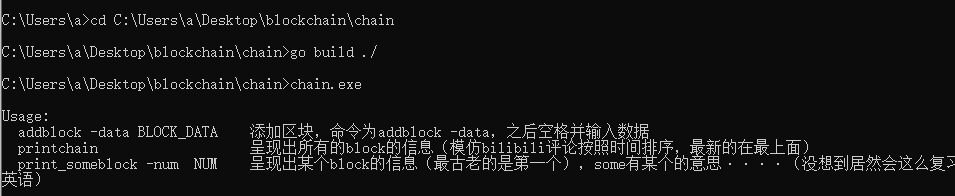 C:\Users\a>cd C:\Users\a\Desktop\blockchain\chain
C:\Users\a\Desktop\blockchain\chain>go build ./
C:\Users\a\Desktop\blockchain\chain>chain.exe
Usage:
addblock -data BLOCK_DATA 添加区块，命令为addblock -data，之后空格并输入数据
printchain 呈现出所有的block的信息（模仿bilibili评论按照时间排序，最新的在最上面）
print_someblock -num NUM 呈现出某个block的信息（最古老的是第一个），some有某个的意思····（没想到居然会这么复习
英语）